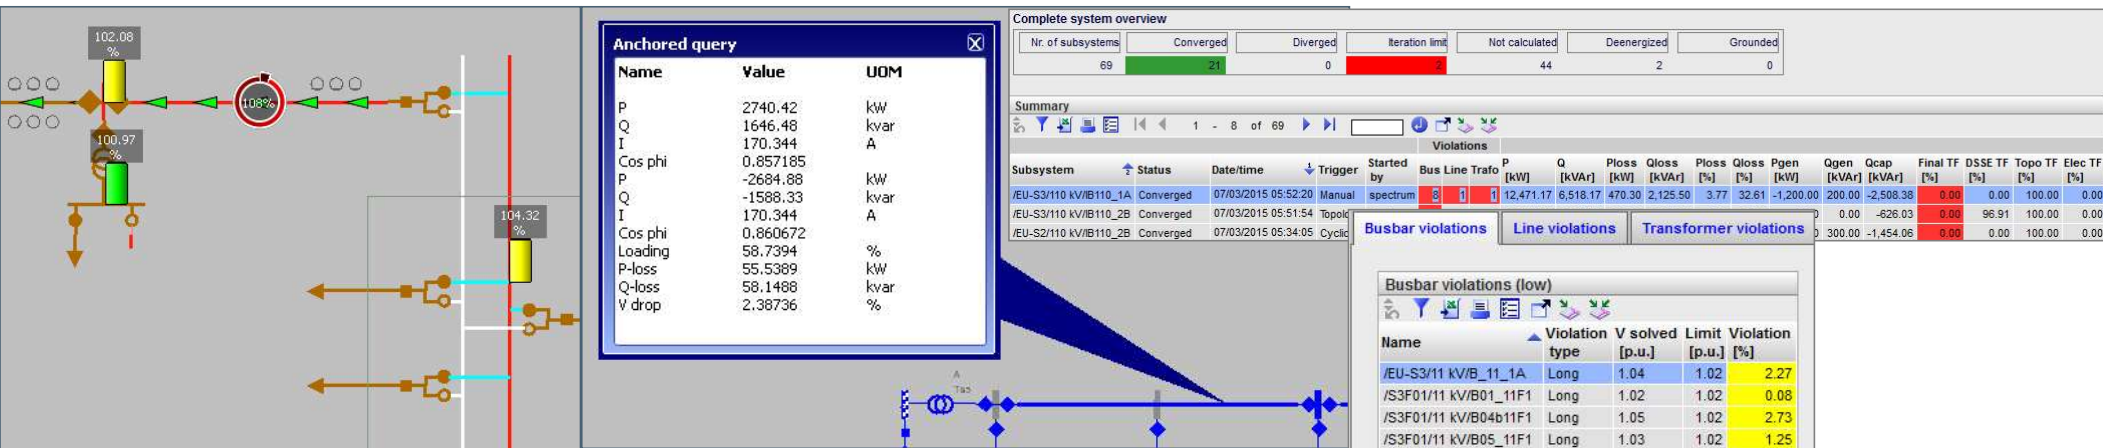 102.08
%
108%
100.97
%
104.32
%
Anchored query
Name Value UOM
P 2740.42 kW
Q 1646.48 kvar
I 170.344 A
Cos phi 0.857185
P -2684.88 kW
Q -1588.33 kvar
I 170.344 A
Cos phi 0.860672
Loading 58.7394 %
P-loss 55.5389 kW
Q-loss 58.1488 kvar
V drop 2.38736 %
A
Complete system overview
Nr. of subsystems Converged Diverged Iteration limit Not calculated Deenergized Grounded
69 21 0 2 44 2 0
Summary
1 - 8 of 69
Violations
Subsystem Status Date/time Trigger Started by Bus Line Trafo P [kW] Q [kVAr] Ploss [kW] Qloss [kVAr] Ploss [%] Qloss [%] Pgen [kW] Qgen [kVAr] Qcap [kVAr] Final TF [%] DSSE TF [%] Topo TF [%] Elec TF [%]
/EU-S3/110 kV/IB110_1A Converged 07/03/2015 05:52:20 Manual spectrum 8 1 1 12,471.17 6,518.17 470.30 2,125.50 3.77 32.61 -1,200.00 200.00 -2,508.38 0.00 0.00 100.00 0.00
/EU-S3/110 kV/IB110_2B Converged 07/03/2015 05:51:54 Topolo 0.00 -626.03 0.00 96.91 100.00 0.00
/EU-S2/110 kV/IB110_2B Converged 07/03/2015 05:34:05 Cyclic 300.00 -1,454.06 0.00 0.00 100.00 0.00
Busbar violations Line violations Transformer violations
Busbar violations (low)
Name Violation type V solved [p.u.] Limit [p.u.] Violation [%]
/EU-S3/11 kV/B_11_1A Long 1.04 1.02 2.27
/S3F01/11 kV/B01_11F1 Long 1.02 1.02 0.08
/S3F01/11 kV/B04b11F1 Long 1.05 1.02 2.73
/S3F01/11 kV/B05_11F1 Long 1.03 1.02 1.25